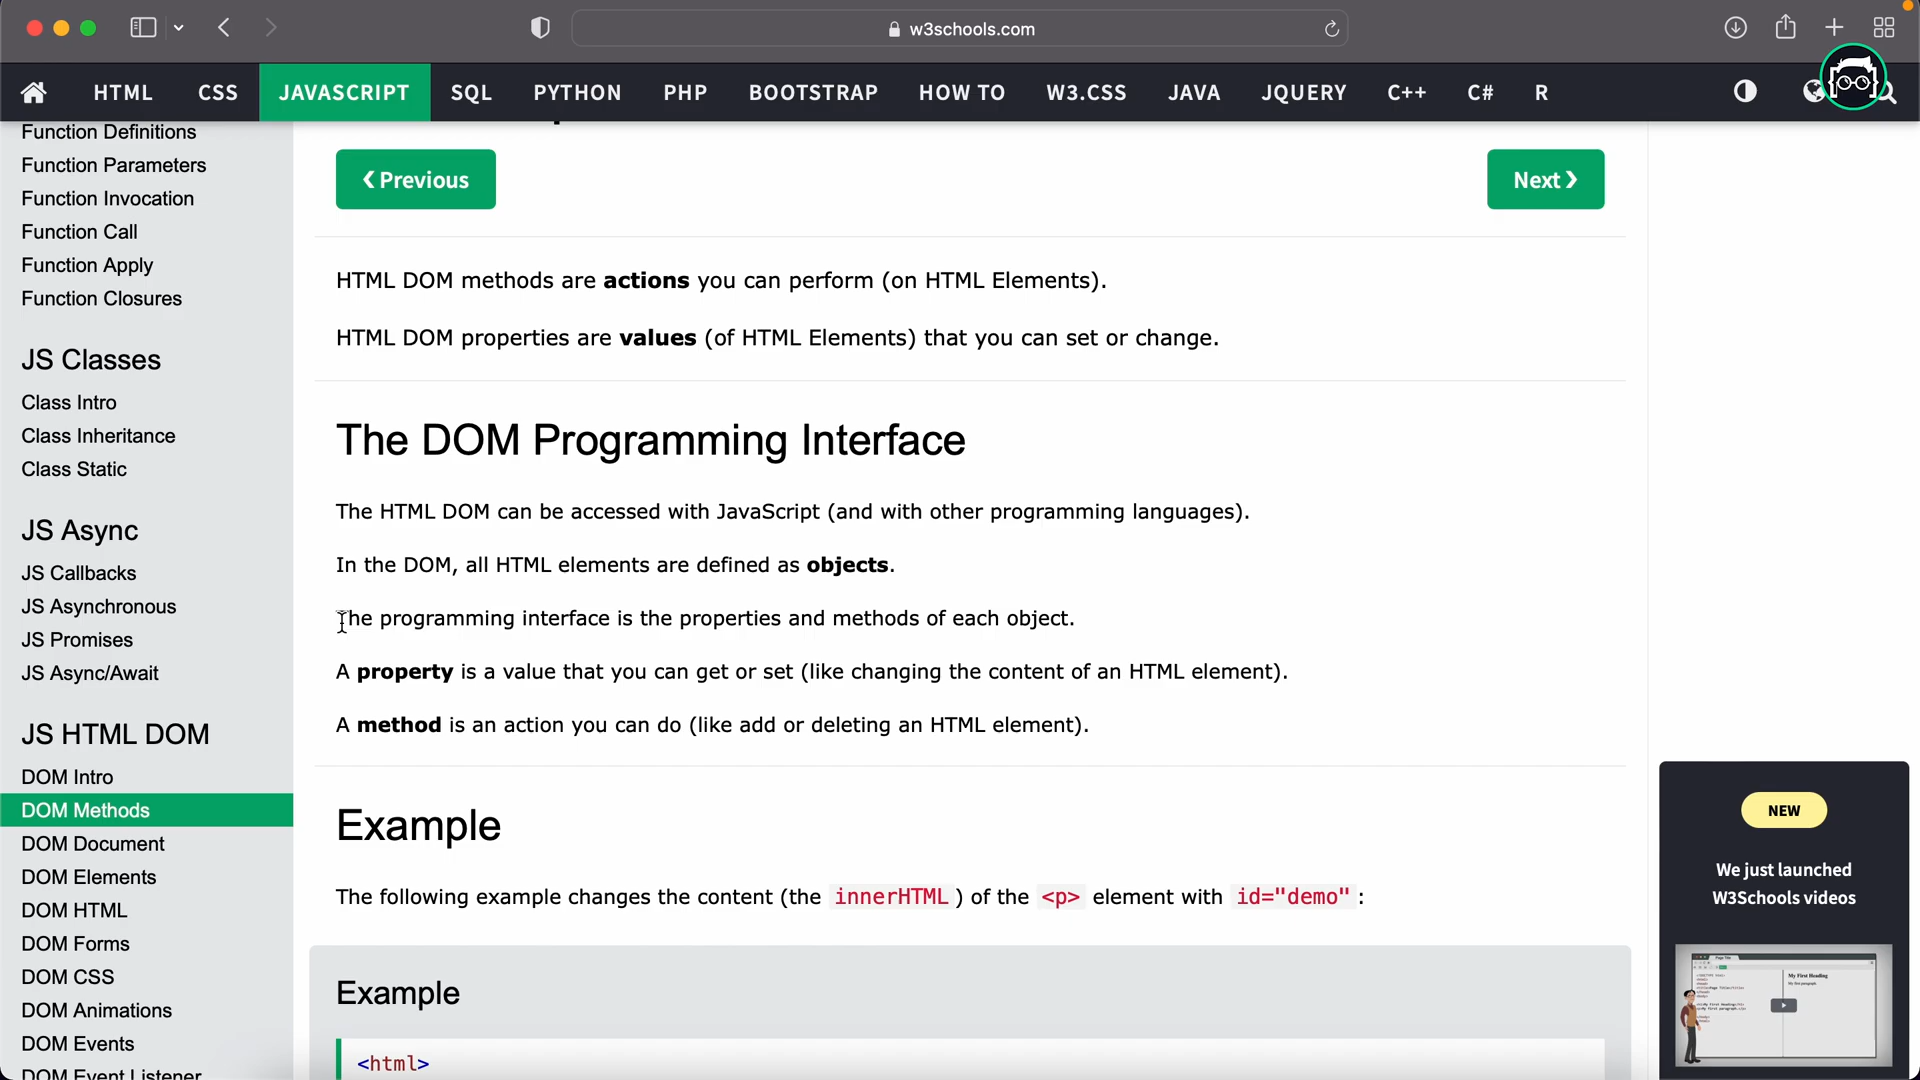 w3schools.com
HTML CSS JAVASCRIPT SQL PYTHON PHP BOOTSTRAP HOW TO W3.CSS JAVA JQUERY C++ C# R
Function Definitions
Function Parameters
Function Invocation
Function Call
Function Apply
Function Closures
JS Classes
Class Intro
Class Inheritance
Class Static
JS Async
JS Callbacks
JS Asynchronous
JS Promises
JS Async/Await
JS HTML DOM
DOM Intro
DOM Methods
DOM Document
DOM Elements
DOM HTML
DOM Forms
DOM CSS
DOM Animations
DOM Events
DOM Event Listener
❮ Previous
Next ❯
HTML DOM methods are actions you can perform (on HTML Elements).
HTML DOM properties are values (of HTML Elements) that you can set or change.
The DOM Programming Interface
The HTML DOM can be accessed with JavaScript (and with other programming languages).
In the DOM, all HTML elements are defined as objects.
The programming interface is the properties and methods of each object.
A property is a value that you can get or set (like changing the content of an HTML element).
A method is an action you can do (like add or deleting an HTML element).
Example
The following example changes the content (the innerHTML) of the <p> element with id="demo":
Example
<html>
NEW
We just launched
W3Schools videos
My First Heading